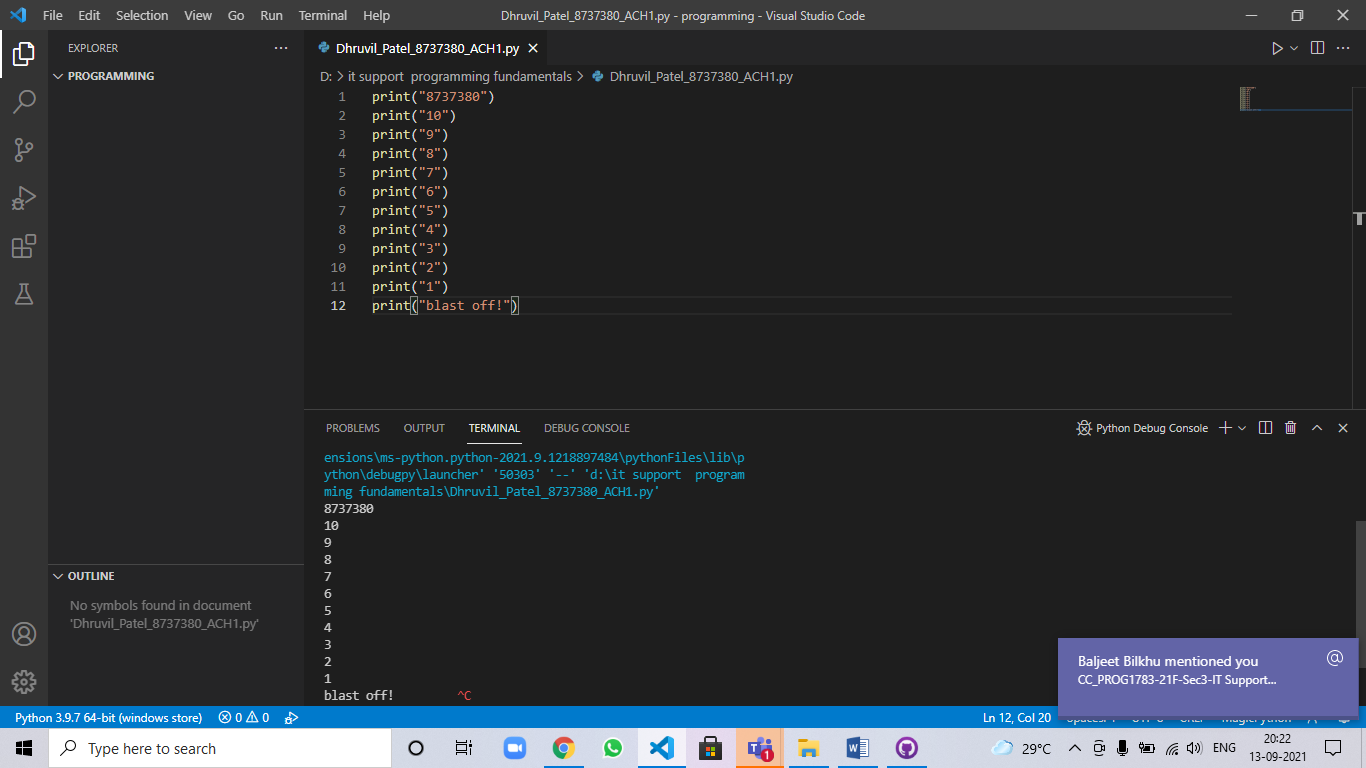 File Edit Selection View Go Run Terminal Help
Dhruvil_Patel_8737380_ACH1.py - programming - Visual Studio Code
EXPLORER
PROGRAMMING
Dhruvil_Patel_8737380_ACH1.py
D: > it support  programming fundamentals > Dhruvil_Patel_8737380_ACH1.py
1 print("8737380")
2 print("10")
3 print("9")
4 print("8")
5 print("7")
6 print("6")
7 print("5")
8 print("4")
9 print("3")
10 print("2")
11 print("1")
12 print("blast off!")
PROBLEMS OUTPUT TERMINAL DEBUG CONSOLE
Python Debug Console
ensions\ms-python.python-2021.9.1218897484\pythonFiles\lib\p
ython\debugpy\launcher' '50303' '--' 'd:\it support  program
ming fundamentals\Dhruvil_Patel_8737380_ACH1.py'
8737380
10
9
8
7
6
5
4
3
2
1
blast off! ^C
OUTLINE
No symbols found in document
'Dhruvil_Patel_8737380_ACH1.py'
Baljeet Bilkhu mentioned you
CC_PROG1783-21F-Sec3-IT Support...
Python 3.9.7 64-bit (windows store) 0 0
Ln 12, Col 20
Type here to search
1
29°C
ENG
20:22
13-09-2021